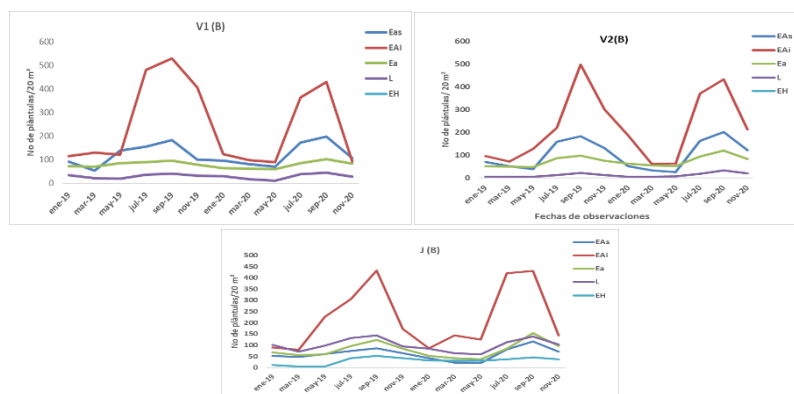 V1 (B)
No de plántulas/ 20 m²
600
500
400
300
200
100
0
ene-19
mar-19
may-19
jul-19
sep-19
nov-19
ene-20
mar-20
may-20
jul-20
sep-20
nov-20
Eas
EAi
Ea
L
EH
V2(B)
No de plántulas/ 20 m²
600
500
400
300
200
100
0
ene-19
mar-19
may-19
jul-19
sep-19
nov-19
ene-20
mar-20
may-20
jul-20
sep-20
nov-20
Fechas de observaciones
EAs
EAi
Ea
L
EH
J (B)
No de plántulas/20 m²
500
450
400
350
300
250
200
150
100
50
0
ene-19
mar-19
may-19
jul-19
sep-19
nov-19
ene-20
mar-20
may-20
jul-20
sep-20
nov-20
EAs
EAi
Ea
L
EH